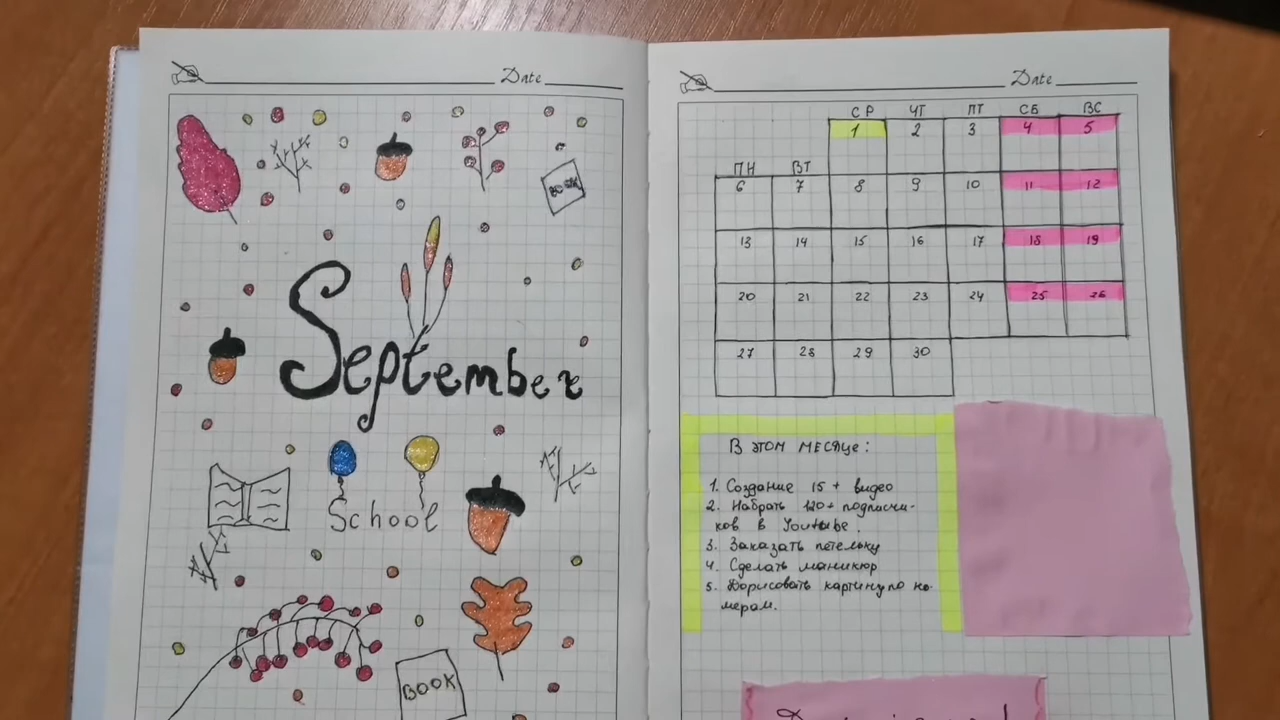 Date
BOOK
September
School
BOOK
Date
СР ЧТ ПТ СБ ВС
1 2 3 4 5
ПН ВТ
6 7 8 9 10 11 12
13 14 15 16 17 18 19
20 21 22 23 24 25 26
27 28 29 30
В ЭТОМ МЕСЯЦЕ:
1. Создание 15+ видео
2. Набрать 120+ подписчи-
ков в Youtube.
3. Заказать петельку
4. Сделать маникюр
5. Дорисовать картину по но-
мерам.